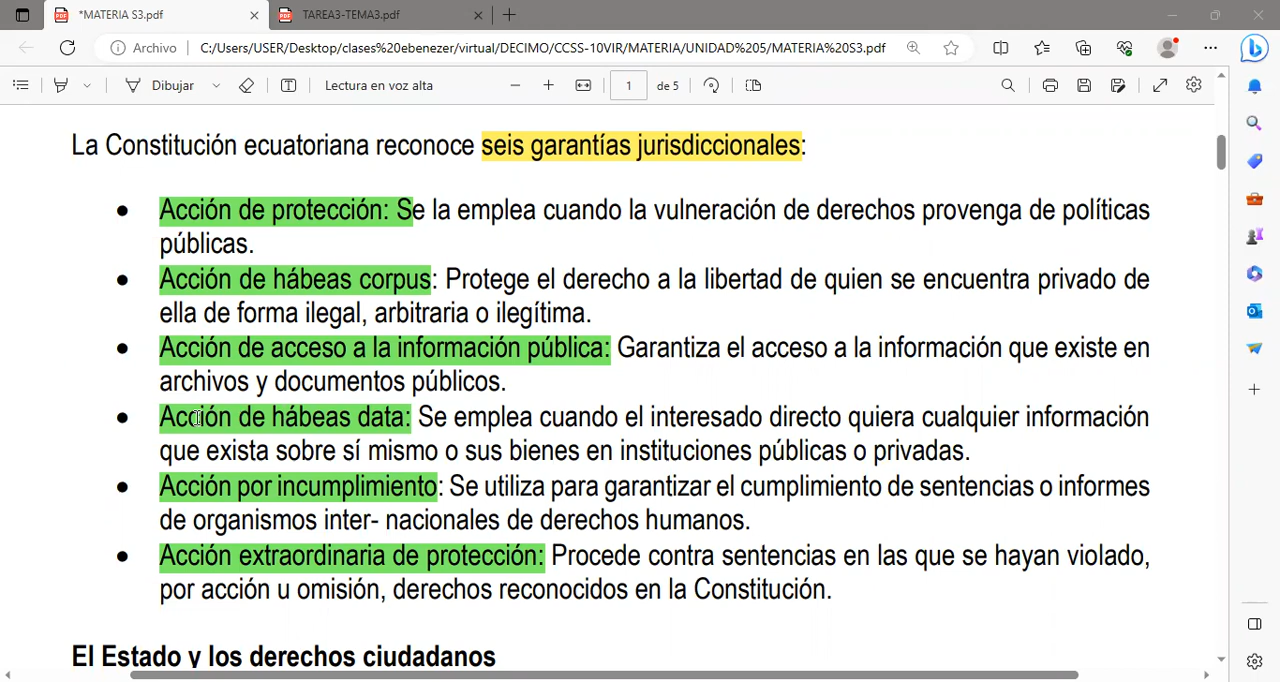 *MATERIA S3.pdf
TAREA3-TEMA3.pdf
Archivo
C:/Users/USER/Desktop/clases%20ebenezer/virtual/DECIMO/CCSS-10VIR/MATERIA/UNIDAD%205/MATERIA%20S3.pdf
Dibujar
Lectura en voz alta
1
de 5
La Constitución ecuatoriana reconoce seis garantías jurisdiccionales:
• Acción de protección: Se la emplea cuando la vulneración de derechos provenga de políticas
públicas.
• Acción de hábeas corpus: Protege el derecho a la libertad de quien se encuentra privado de
ella de forma ilegal, arbitraria o ilegítima.
• Acción de acceso a la información pública: Garantiza el acceso a la información que existe en
archivos y documentos públicos.
• Acción de hábeas data: Se emplea cuando el interesado directo quiera cualquier información
que exista sobre sí mismo o sus bienes en instituciones públicas o privadas.
• Acción por incumplimiento: Se utiliza para garantizar el cumplimiento de sentencias o informes
de organismos inter- nacionales de derechos humanos.
• Acción extraordinaria de protección: Procede contra sentencias en las que se hayan violado,
por acción u omisión, derechos reconocidos en la Constitución.
El Estado y los derechos ciudadanos